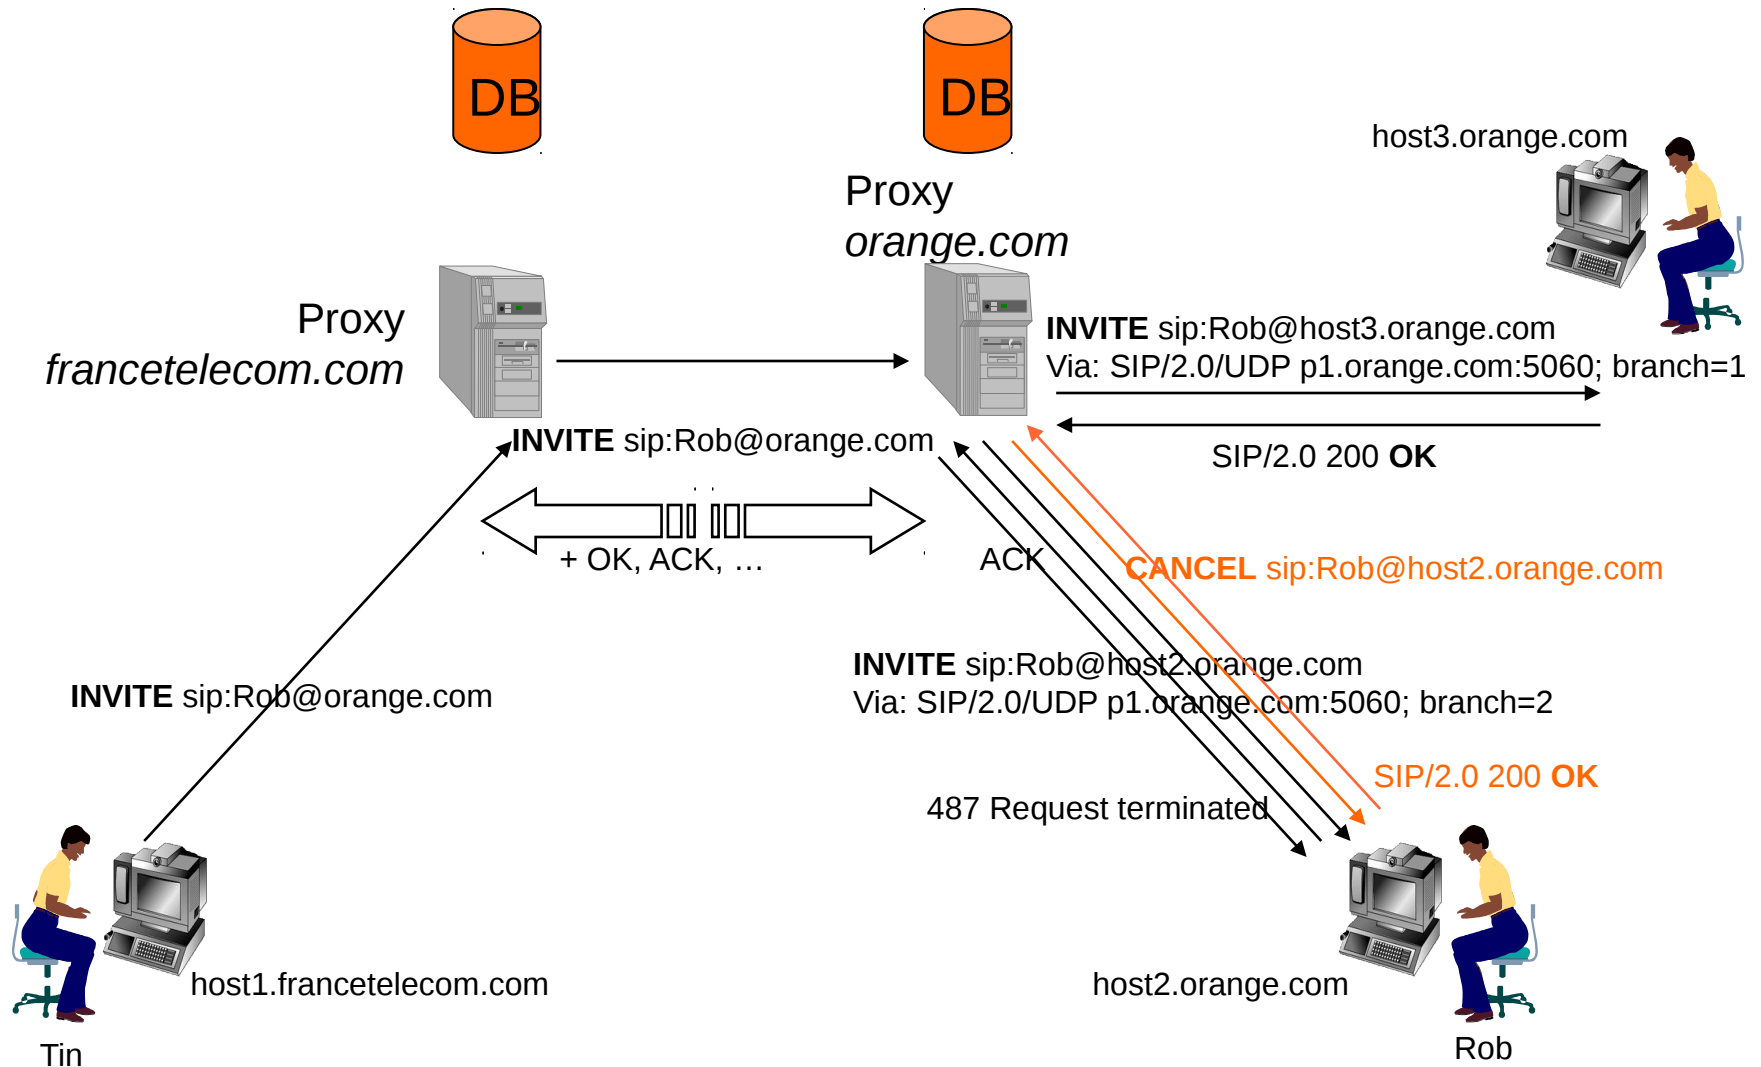 DB
DB
host3.orange.com
Proxy
orange.com
Proxy
francetelecom.com
INVITE sip:Rob@host3.orange.com
Via: SIP/2.0/UDP p1.orange.com:5060; branch=1
INVITE sip:Rob@orange.com
SIP/2.0 200 OK
+ OK, ACK, …
ACK
CANCEL sip:Rob@host2.orange.com
INVITE sip:Rob@host2.orange.com
Via: SIP/2.0/UDP p1.orange.com:5060; branch=2
INVITE sip:Rob@orange.com
SIP/2.0 200 OK
487 Request terminated
host1.francetelecom.com
host2.orange.com
Tin
Rob